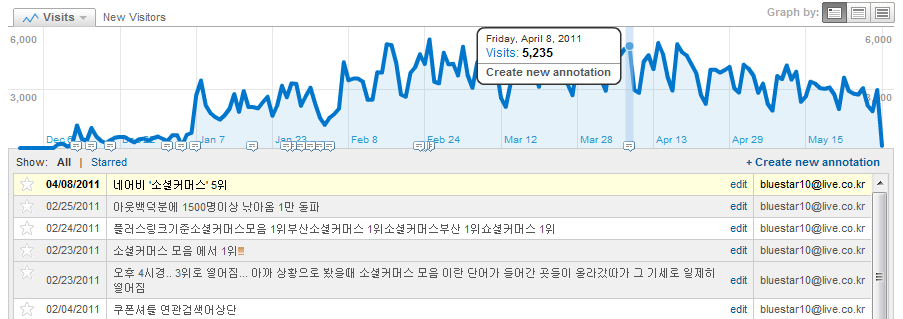 Visits New Visitors Graph by:
6,000 6,000
Friday, April 8, 2011
Visits: 5,235
Create new annotation
3,000 3,000
Jan 7 Jan 23 Feb 8 Feb 24 Mar 12 Mar 28 Apr 13 Apr 29 May 15
Show: All | Starred + Create new annotation
04/08/2011 네어비 '소셜커머스' 5위 edit bluestar10@live.co.kr
02/25/2011 아웃백덕분에 1500명이상 낚아올 1만 돌파 edit bluestar10@live.co.kr
02/24/2011 플러스링크기준소셜커머스모음 1위부산소셜커머스 1위소셜커머스부산 1위쇼셜커머스 1위 edit bluestar10@live.co.kr
02/23/2011 소셜커머스 모음 에서 1위!!! edit bluestar10@live.co.kr
02/23/2011 오후 4시경.. 3위로 떨어짐... 아까 상황으로 봤을때 소셜커머스 모음 이란 단어가 들어간 곳들이 올라갔따가 그 기세로 일제히 edit bluestar10@live.co.kr
떨어짐
02/04/2011 쿠폰셔틀 연관검색어상단 edit bluestar10@live.co.kr